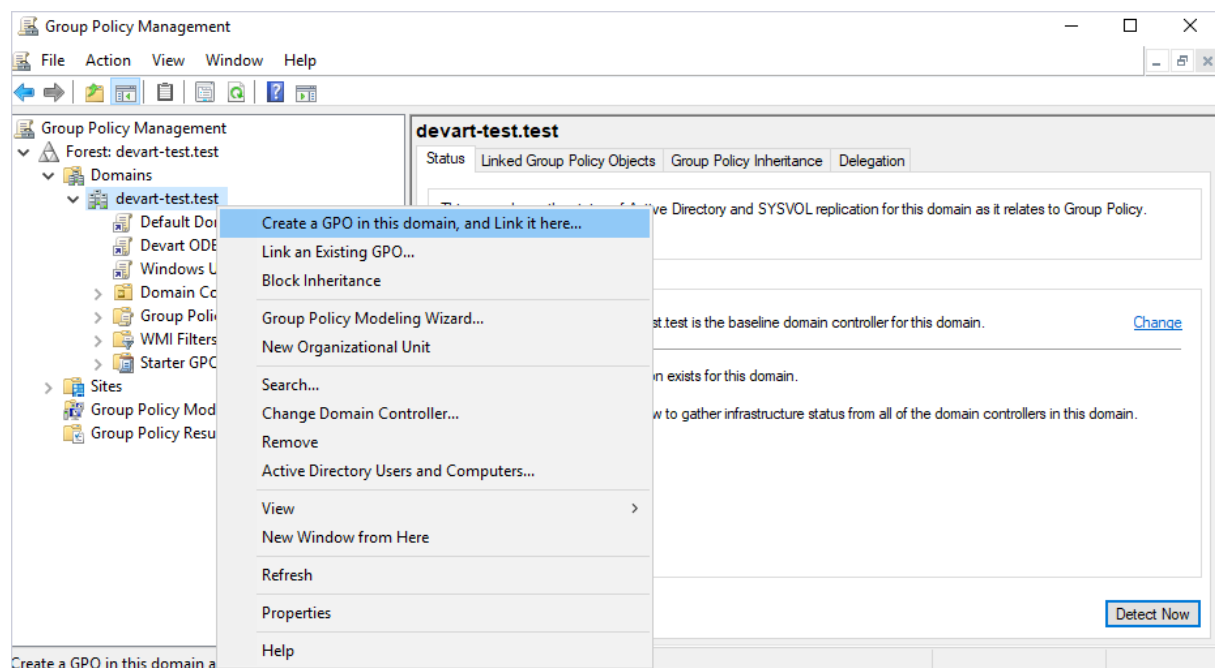 Group Policy Management
File Action View Window Help
Group Policy Management
Forest: devart-test.test
Domains
devart-test.test
Default Do
Devart ODB
Windows U
Domain Co
Group Poli
WMI Filters
Starter GPO
Sites
Group Policy Mod
Group Policy Resu
Create a GPO in this domain, and Link it here...
Link an Existing GPO...
Block Inheritance
Group Policy Modeling Wizard...
New Organizational Unit
Search...
Change Domain Controller...
Remove
Active Directory Users and Computers...
View
New Window from Here
Refresh
Properties
Help
devart-test.test
Status Linked Group Policy Objects Group Policy Inheritance Delegation
ve Directory and SYSVOL replication for this domain as it relates to Group Policy.
st.test is the baseline domain controller for this domain. Change
n exists for this domain.
w to gather infrastructure status from all of the domain controllers in this domain.
Detect Now
Create a GPO in this domain a